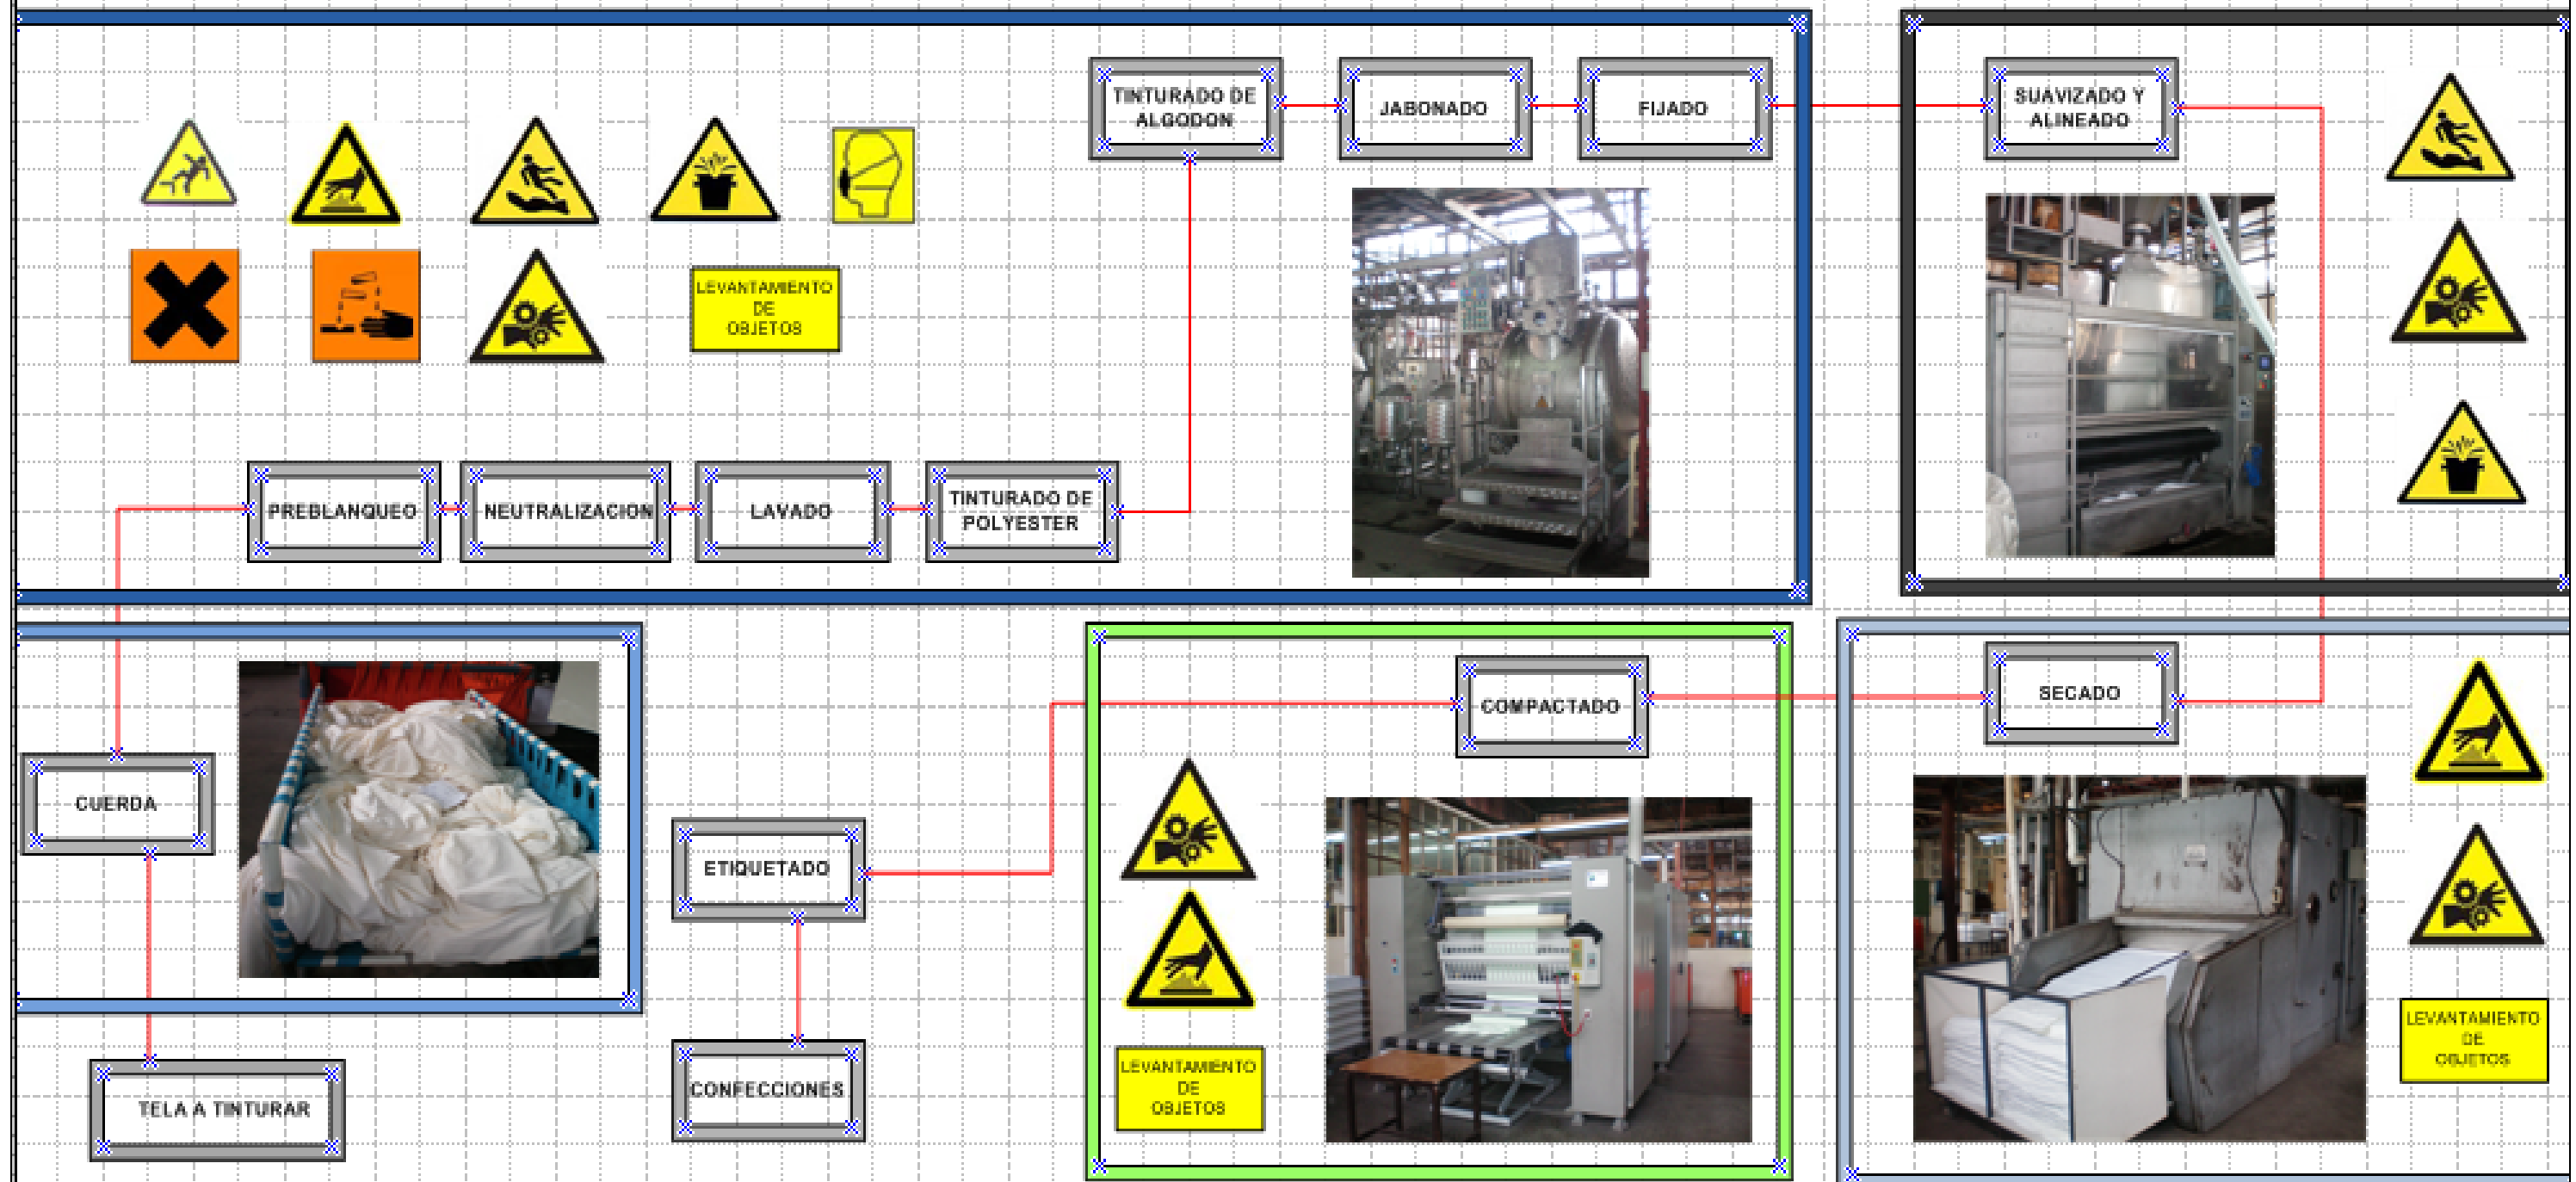 TINTURADO DE
ALGODON
JABONADO
FIJADO
SUAVIZADO Y
ALINEADO
LEVANTAMIENTO
DE
OBJETOS
PREBLANQUEO
NEUTRALIZACION
LAVADO
TINTURADO DE
POLYESTER
CUERDA
ETIQUETADO
COMPACTADO
SECADO
LEVANTAMIENTO
DE
OBJETOS
LEVANTAMIENTO
DE
OBJETOS
CONFECCIONES
TELA A TINTURAR